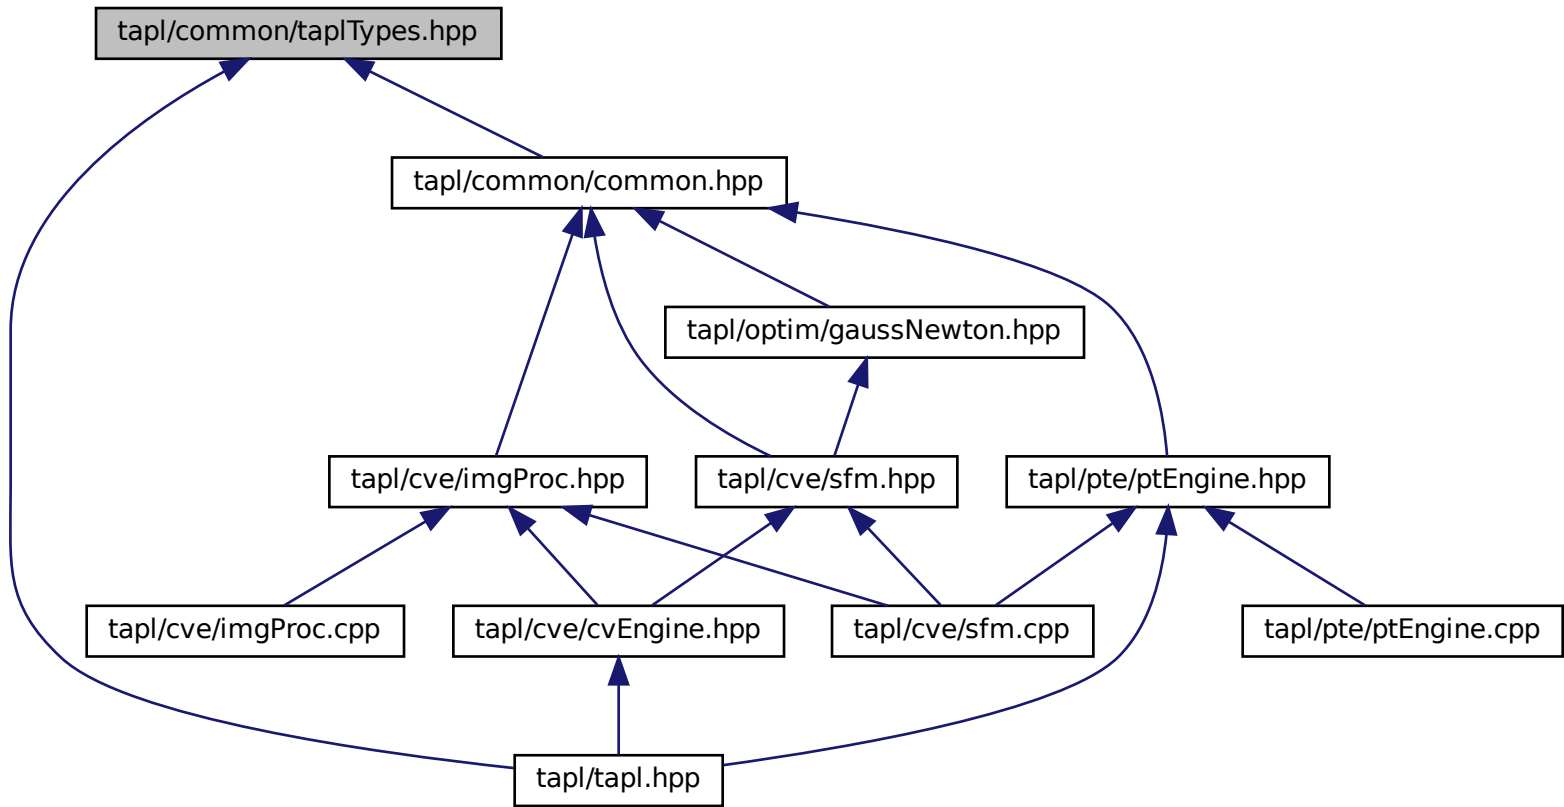 tapl/common/taplTypes.hpp
tapl/common/common.hpp
tapl/optim/gaussNewton.hpp
tapl/cve/imgProc.hpp
tapl/cve/sfm.hpp
tapl/pte/ptEngine.hpp
tapl/cve/imgProc.cpp
tapl/cve/cvEngine.hpp
tapl/cve/sfm.cpp
tapl/pte/ptEngine.cpp
tapl/tapl.hpp